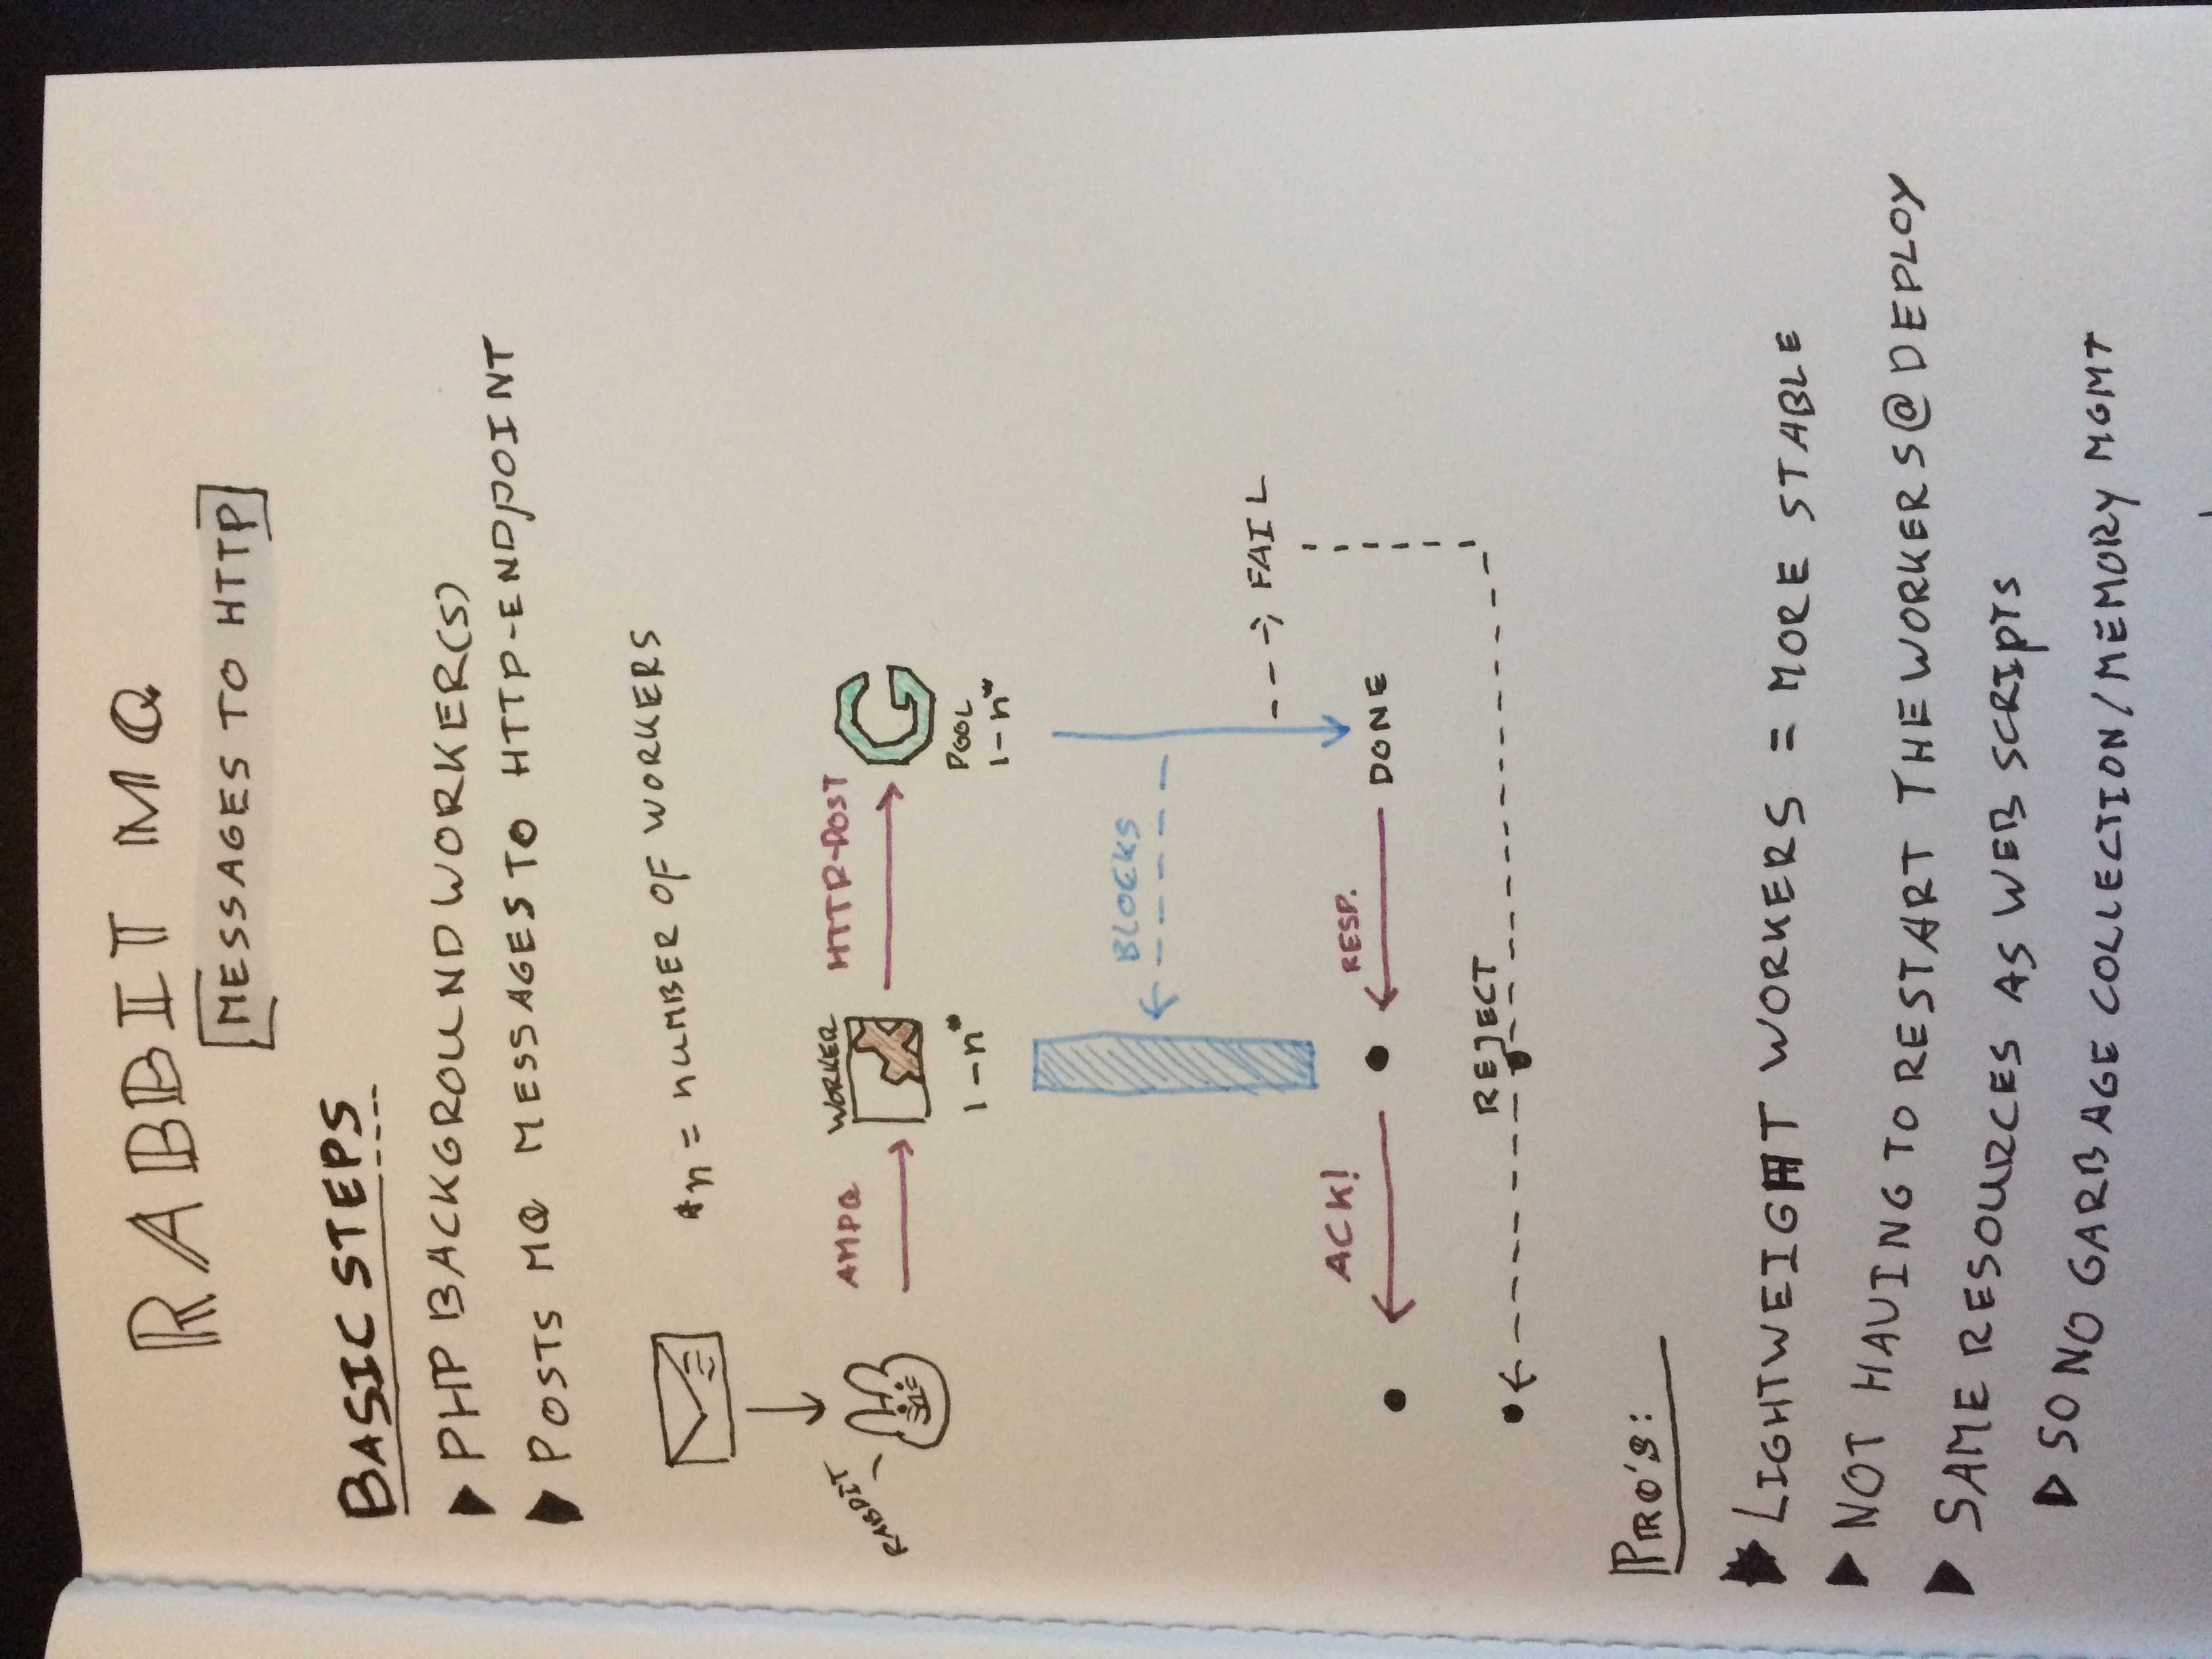 RABBIT MQ
[MESSAGES TO HTTP]
BASIC STEPS
PHP BACKGROUND WORKER(S)
POSTS MQ MESSAGES TO HTTP-ENDPOINT
*n = NUMBER OF WORKERS
RABBIT
AMPQ
WORKER
HTTP-POST
G
1-n*
POOL
1-n*
BLOCKS
FAIL
ACK!
RESP.
DONE
REJECT
PRO'S:
LIGHTWEIGHT WORKERS = MORE STABLE
NOT HAVING TO RESTART THE WORKERS @ DEPLOY
SAME RESOURCES AS WEB SCRIPTS
SO NO GARBAGE COLLECTION/MEMORY MGMT